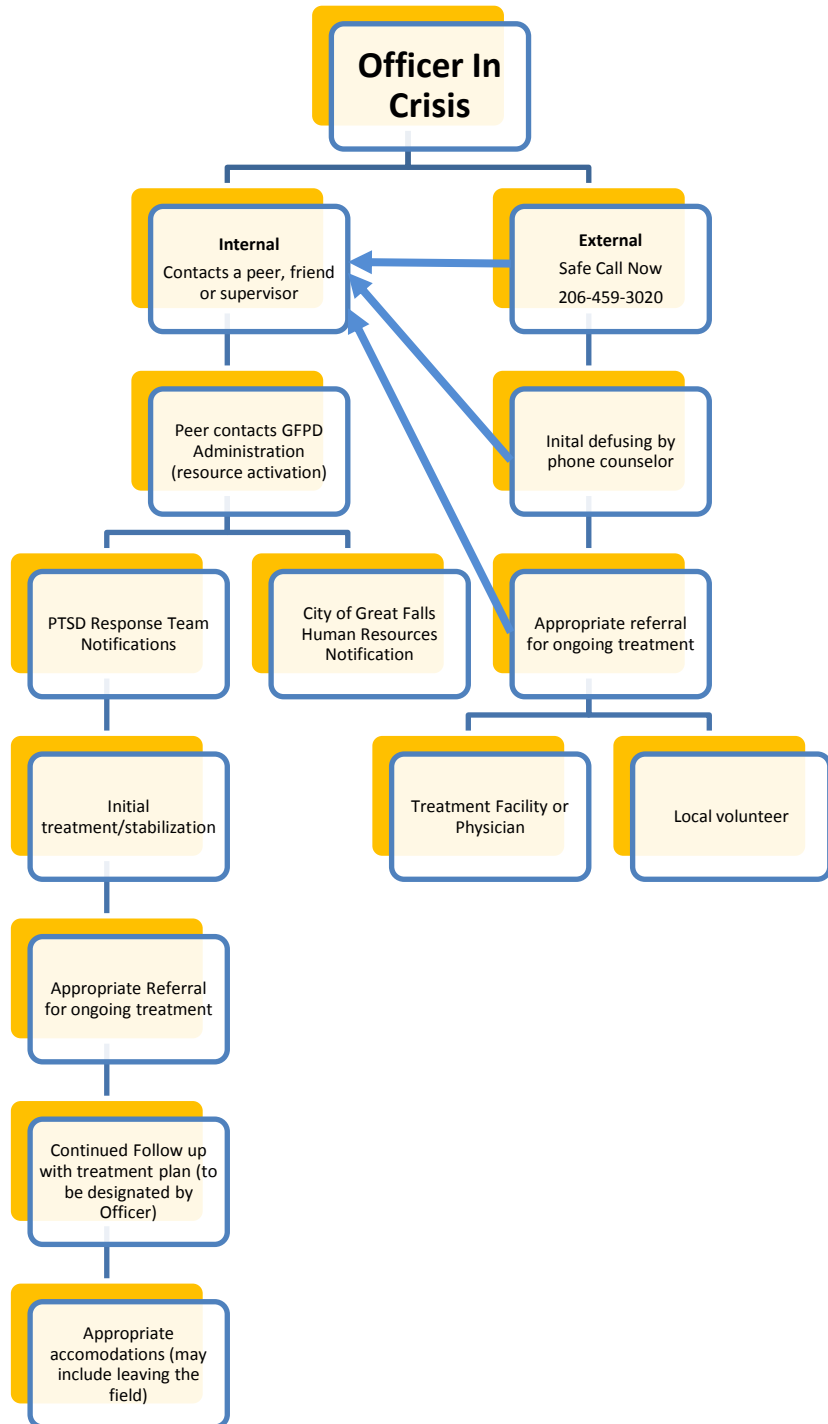 Officer In
Crisis
Internal
Contacts a peer, friend
or supervisor
External
Safe Call Now
206-459-3020
Peer contacts GFPD
Administration
(resource activation)
Inital defusing by
phone counselor
PTSD Response Team
Notifications
City of Great Falls
Human Resources
Notification
Appropriate referral
for ongoing treatment
Initial
treatment/stabilization
Treatment Facility or
Physician
Local volunteer
Appropriate Referral
for ongoing treatment
Continued Follow up
with treatment plan (to
be designated by
Officer)
Appropriate
accomodations (may
include leaving the
field)